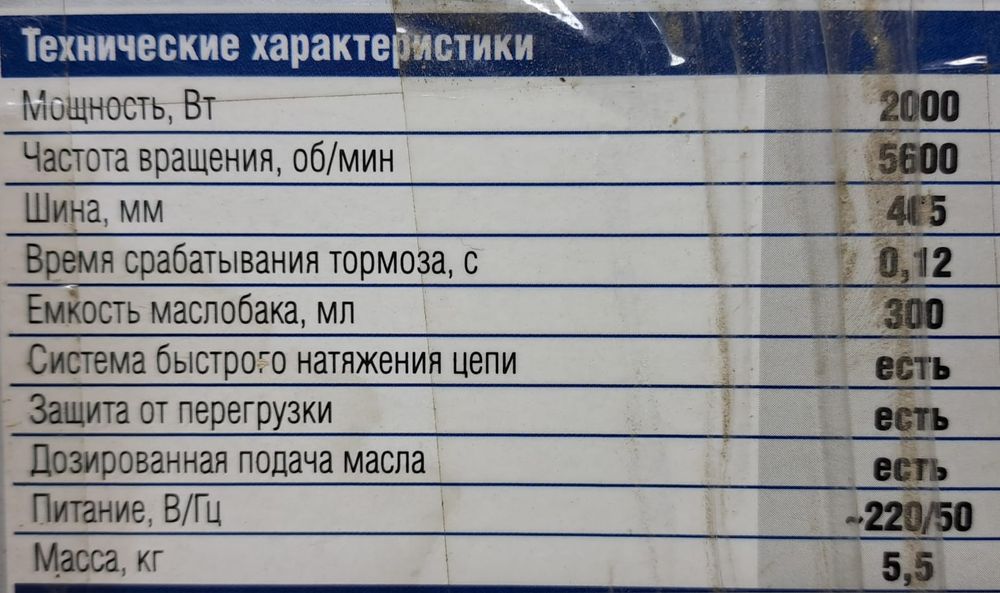 Технические характеристики
Мощность, Вт 2000
Частота вращения, об/мин 5600
Шина, мм 405
Время срабатывания тормоза, с 0,12
Емкость маслобака, мл 300
Система быстрого натяжения цепи есть
Защита от перегрузки есть
Дозированная подача масла есть
Питание, В/Гц ~220/50
Масса, кг 5,5